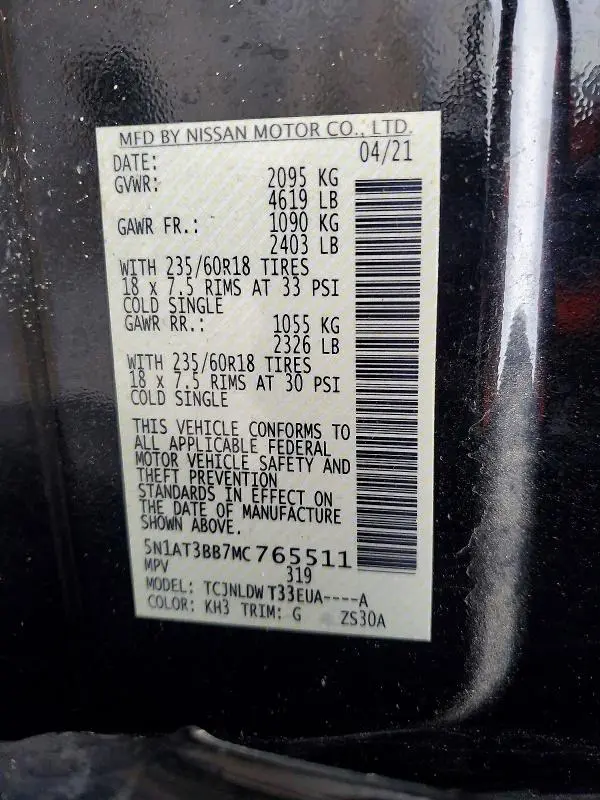 MFD BY NISSAN MOTOR CO., LTD.
DATE: 04/21
GVWR: 2095 KG
4619 LB
GAWR FR.: 1090 KG
2403 LB
WITH 235/60R18 TIRES
18 x 7.5 RIMS AT 33 PSI
COLD SINGLE
GAWR RR.: 1055 KG
2326 LB
WITH 235/60R18 TIRES
18 x 7.5 RIMS AT 30 PSI
COLD SINGLE
THIS VEHICLE CONFORMS TO
ALL APPLICABLE FEDERAL
MOTOR VEHICLE SAFETY AND
THEFT PREVENTION
STANDARDS IN EFFECT ON
THE DATE OF MANUFACTURE
SHOWN ABOVE.
5N1AT3BB7MC765511
MPV 319
MODEL: TCJNLDW T33EUA----A
COLOR: KH3 TRIM: G ZS30A